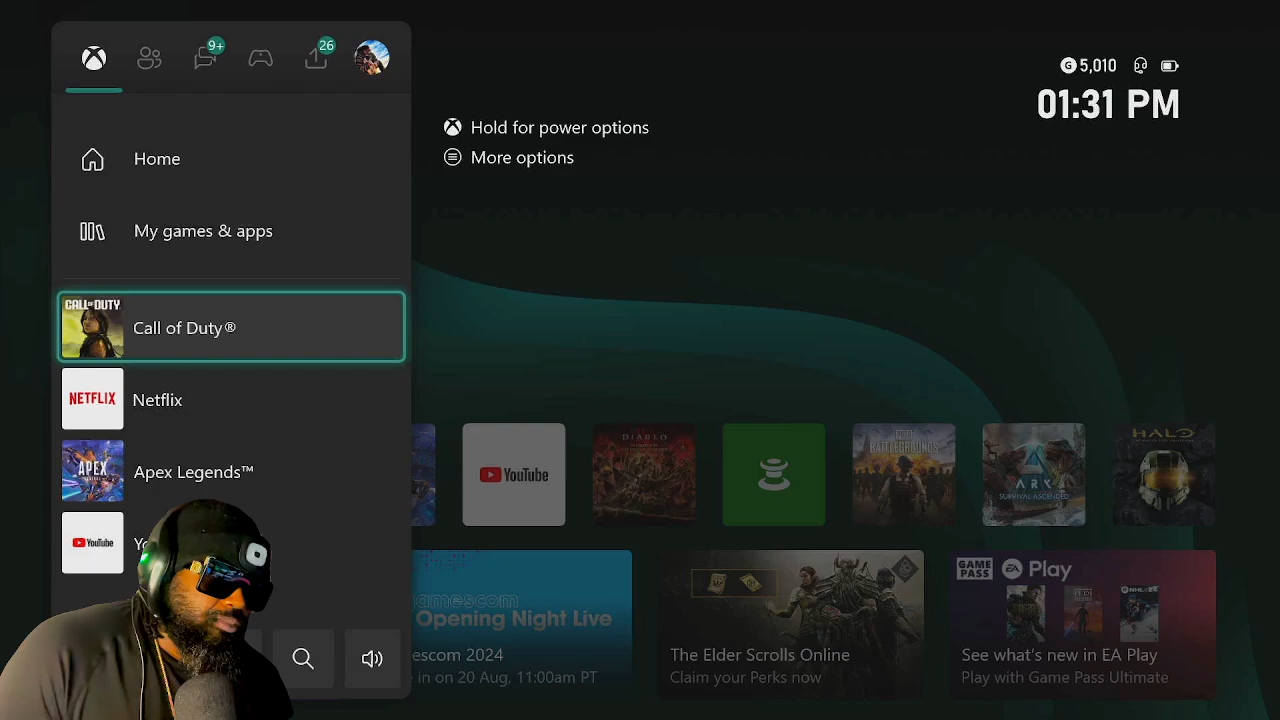 9+
26
G 5,010
01:31 PM
Hold for power options
More options
Home
My games & apps
CALL OF DUTY
Call of Duty®
NETFLIX
Netflix
APEX
Apex Legends™
YouTube
YouTube
DIABLO
BATTLEGROUNDS
ARK
SURVIVAL ASCENDED
HALO
gamescom
Opening Night Live
escom 2024
in on 20 Aug, 11:00am PT
The Elder Scrolls Online
Claim your Perks now
GAME PASS
EA Play
See what's new in EA Play
Play with Game Pass Ultimate